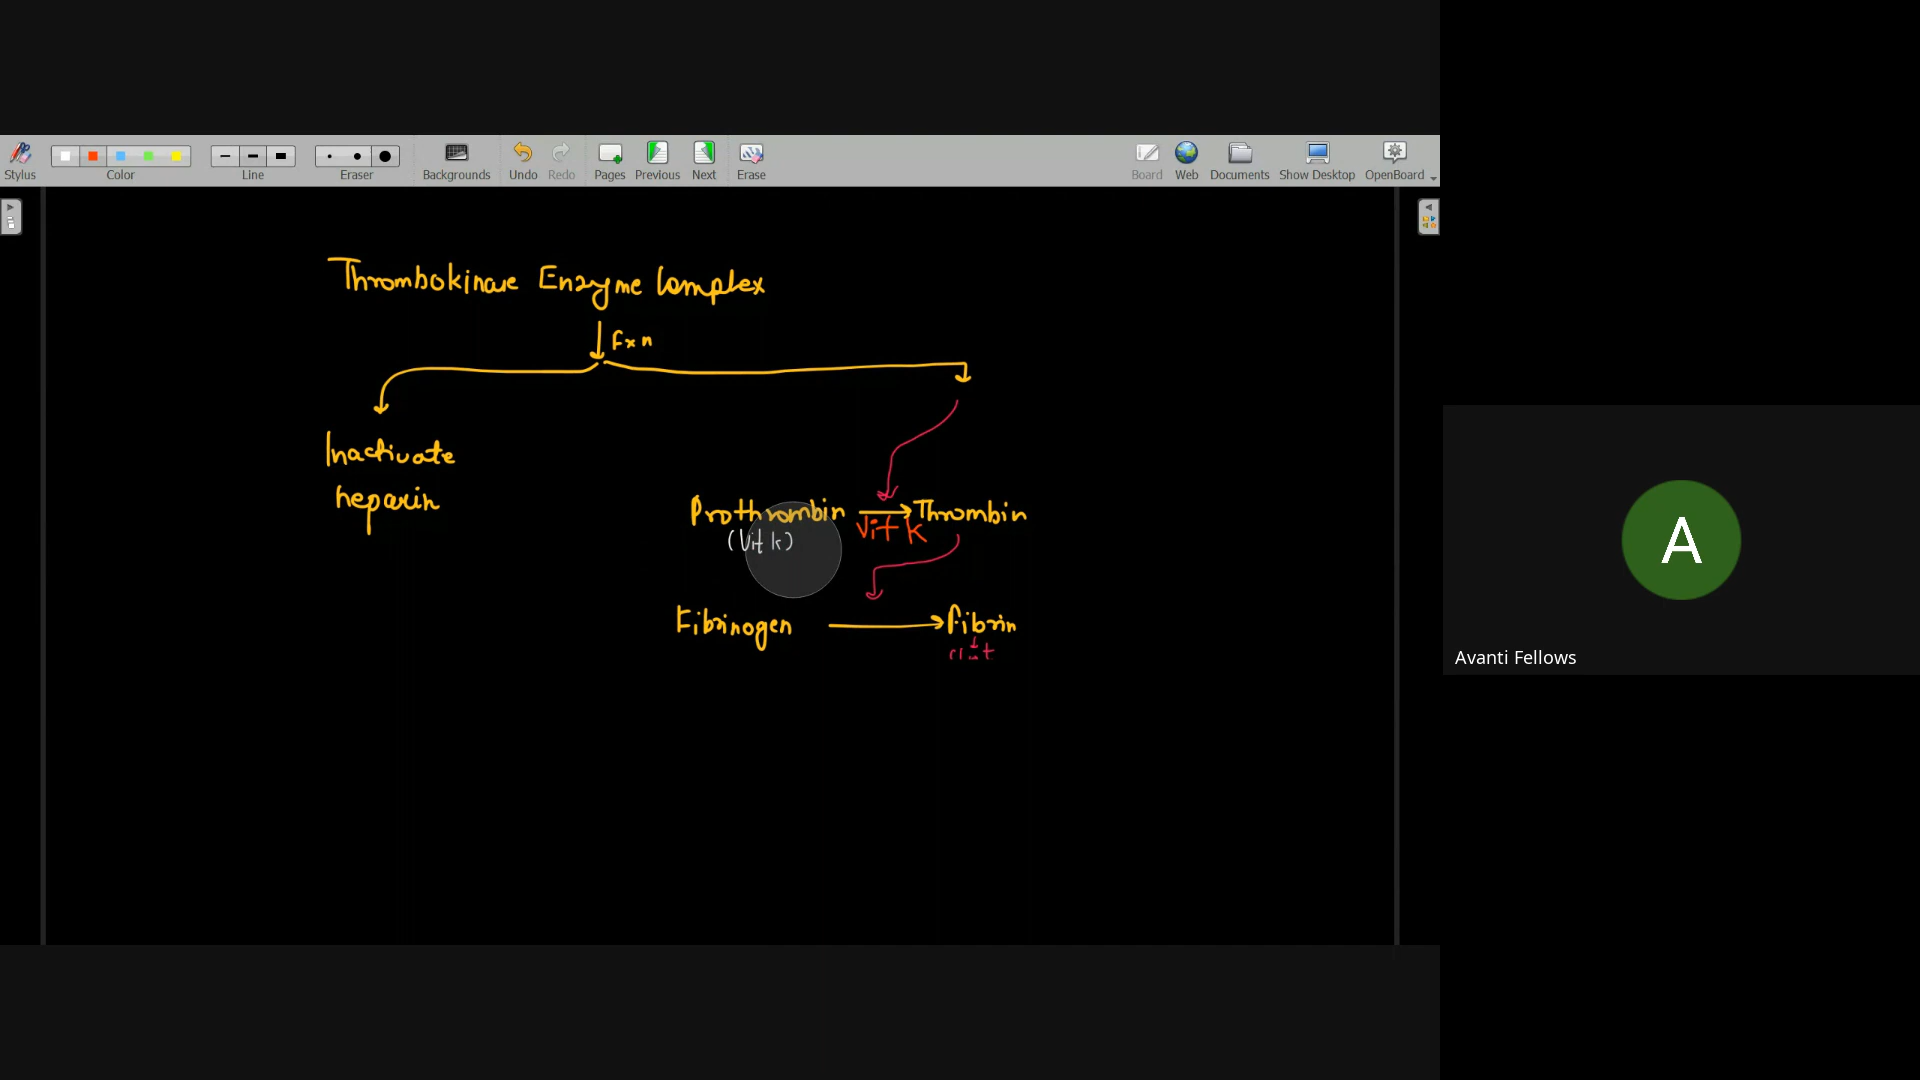 Stylus Color Line Eraser Backgrounds Undo Redo Pages Previous Next Erase Board Web Documents Show Desktop OpenBoard
Thrombokinase Enzyme Complex
Fxn
Inactivate
heparin
Prothrombin Thrombin
Vit K
(Vit K)
Fibrinogen Fibrin
A
Avanti Fellows